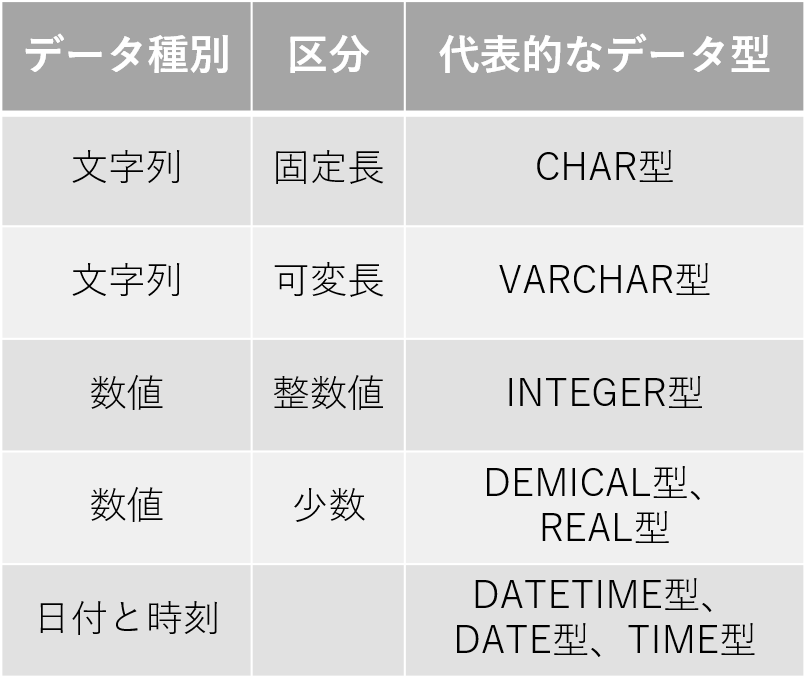 データ種別 区分 代表的なデータ型
文字列 固定長 CHAR型
文字列 可変長 VARCHAR型
数値 整数値 INTEGER型
数値 少数 DEMICAL型、
REAL型
日付と時刻 DATETIME型、
DATE型、TIME型